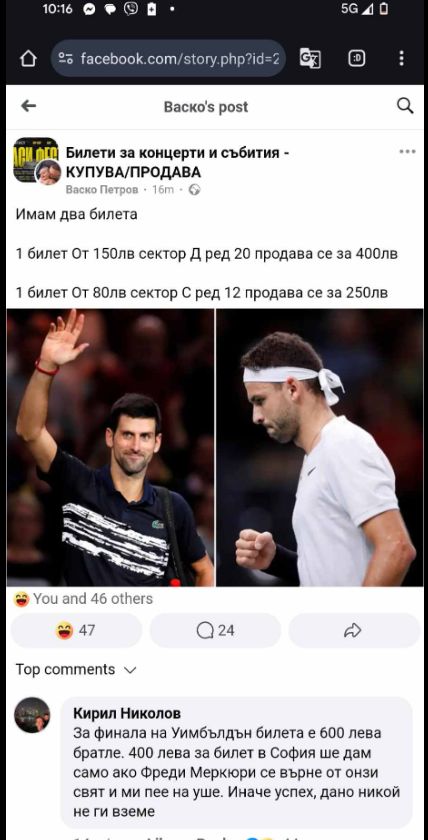 10:16
5G
facebook.com/story.php?id=2
:D
Васко's post
Билети за концерти и събития -
КУПУВА/ПРОДАВА
Васко Петров · 16m ·
Имам два билета
1 билет От 150лв сектор Д ред 20 продава се за 400лв
1 билет От 80лв сектор С ред 12 продава се за 250лв
You and 46 others
47
24
Top comments
Кирил Николов
За финала на Уимбълдън билета е 600 лева
братле. 400 лева за билет в София ше дам
само ако Фреди Меркюри се върне от онзи
свят и ми пее на уше. Иначе успех, дано никой
не ги вземе